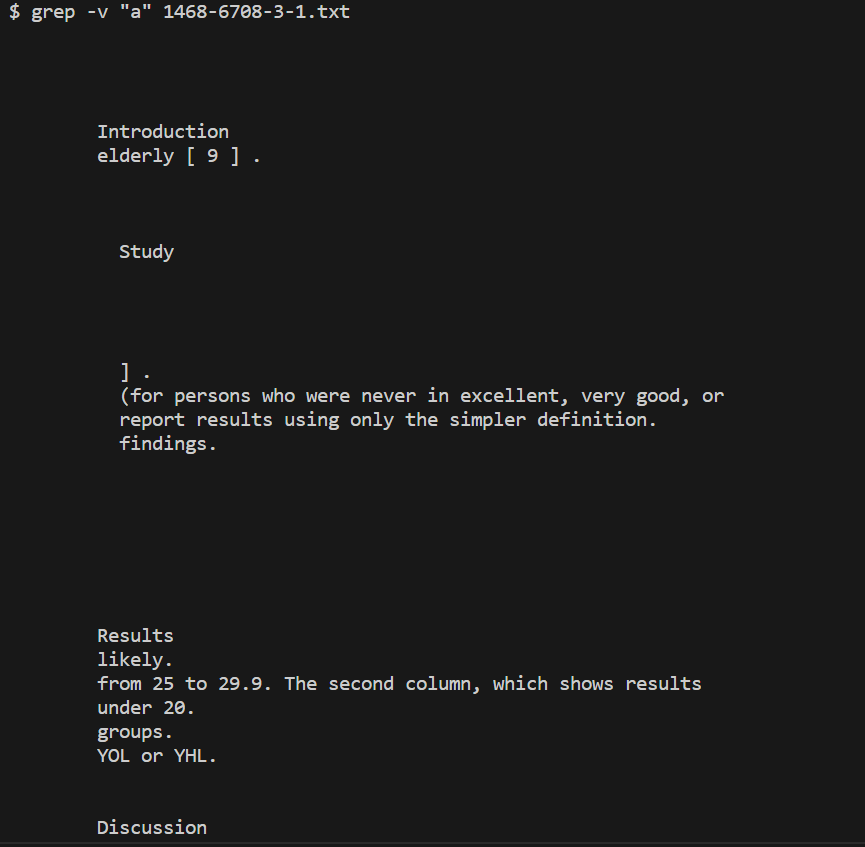 $ grep -v "a" 1468-6708-3-1.txt
Introduction
elderly [ 9 ] .
Study
] .
(for persons who were never in excellent, very good, or
report results using only the simpler definition.
findings.
Results
likely.
from 25 to 29.9. The second column, which shows results
under 20.
groups.
YOL or YHL.
Discussion